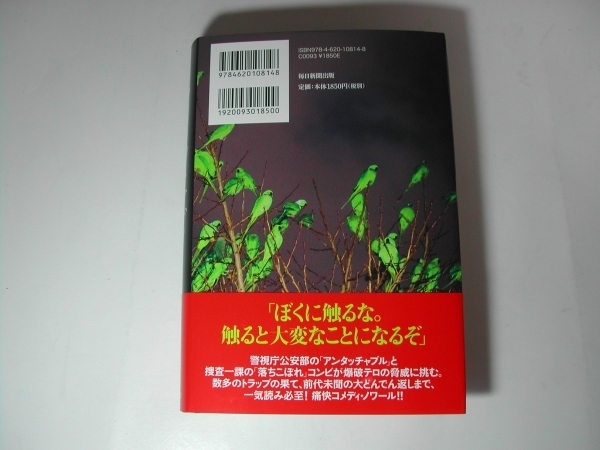 ISBN978-4-620-10814-8
C0093 ¥1850E
9784620108148
毎日新聞出版
定価:本体1850円(税別)
1920093018500
「ぼくに触るな。
触ると大変なことになるぞ」
警視庁公安部の「アンタッチャブル」と
捜査一課の「落ちこぼれ」コンビが爆破テロの脅威に挑む。
数多のトラップの果て、前代未聞の大どんでん返しまで、
一気読み必至! 痛快コメディ・ノワール!!